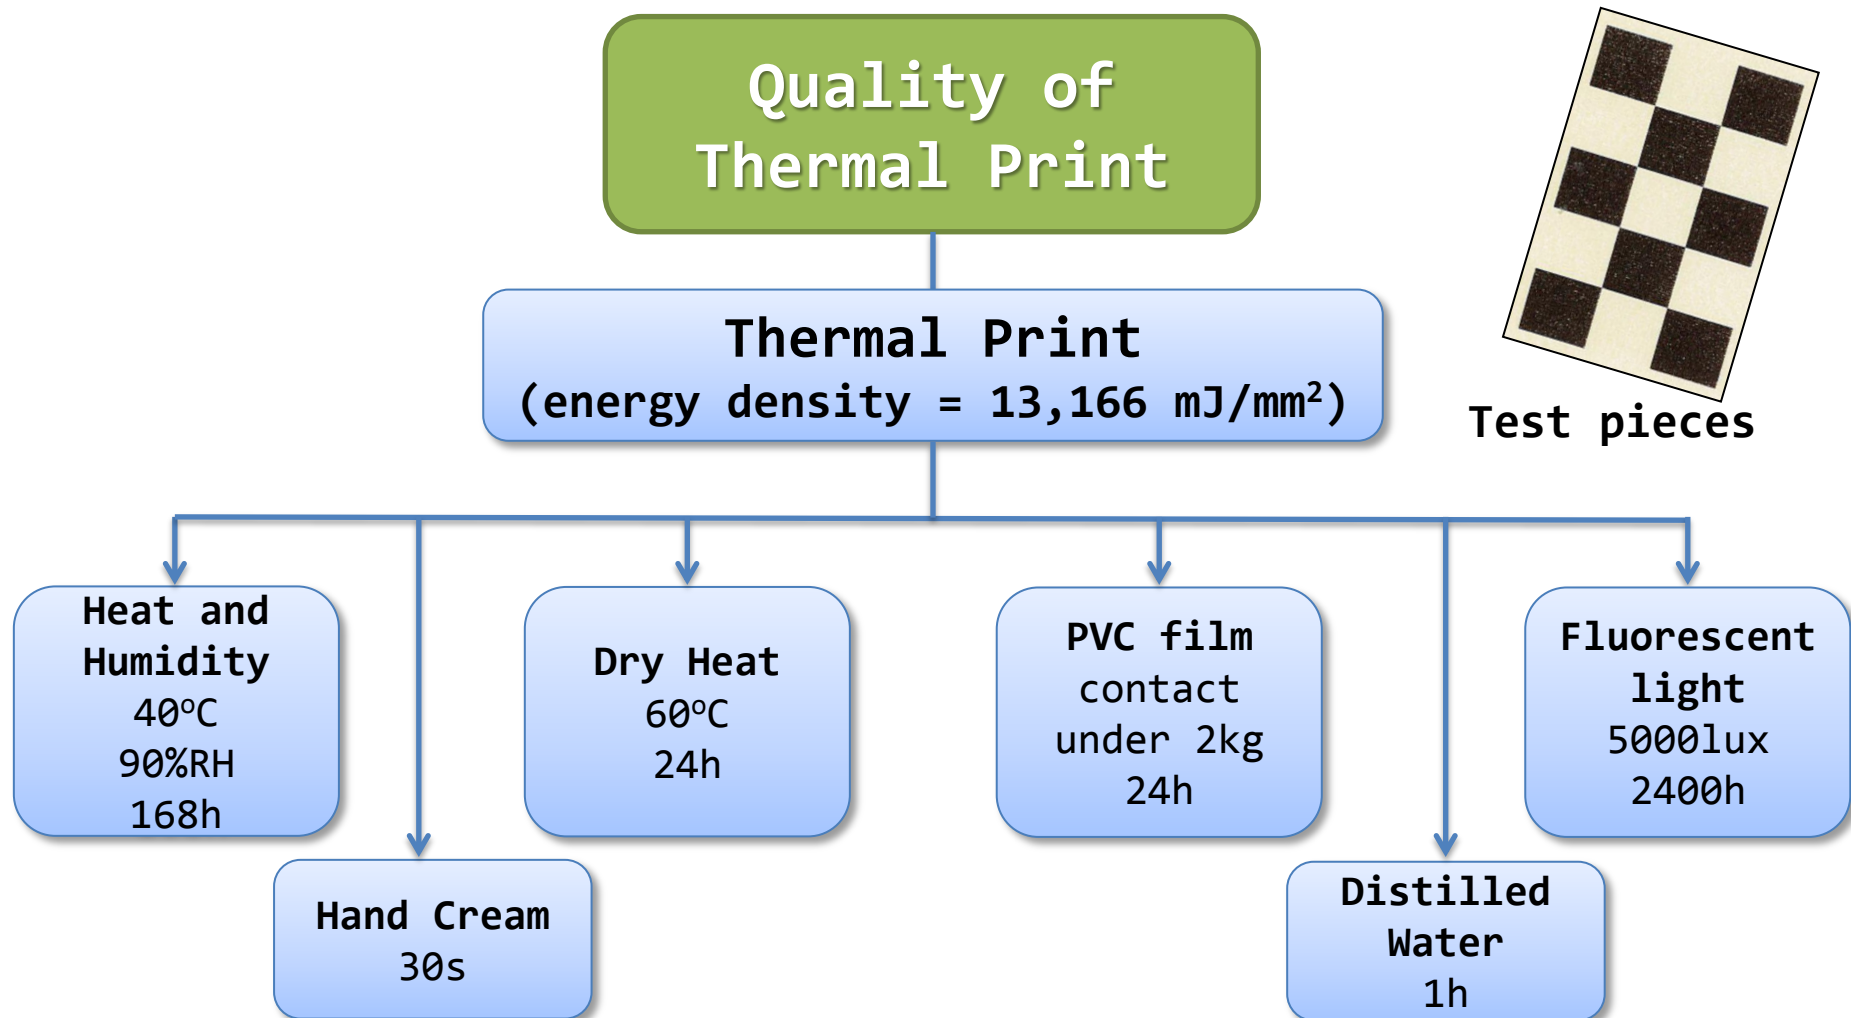 Quality of
Thermal Print
Thermal Print
(energy density = 13,166 mJ/mm²)
Test pieces
Heat and
Humidity
40ºC
90%RH
168h
Hand Cream
30s
Dry Heat
60ºC
24h
PVC film
contact
under 2kg
24h
Distilled
Water
1h
Fluorescent
light
5000lux
2400h